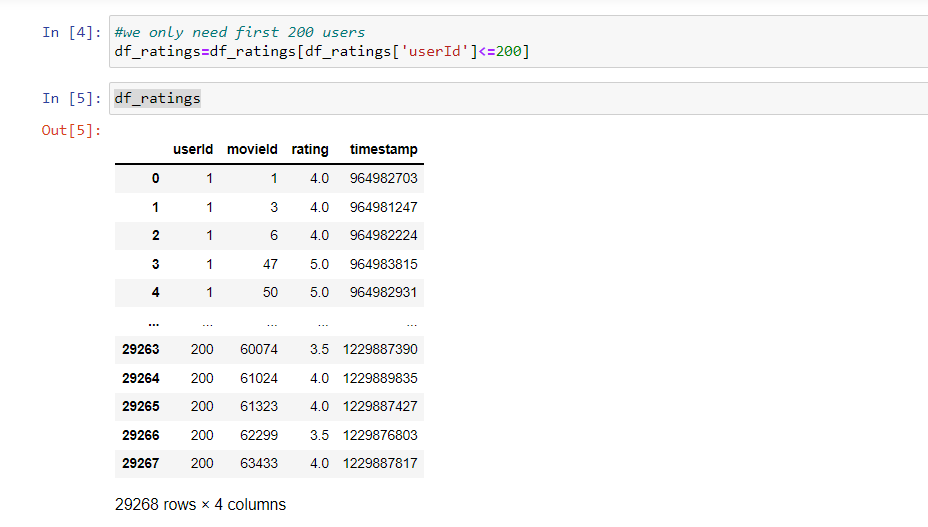 In [4]: #we only need first 200 users
df_ratings=df_ratings[df_ratings['userId']<=200]
In [5]: df_ratings
Out[5]:
userId movieId rating timestamp
0 1 1 4.0 964982703
1 1 3 4.0 964981247
2 1 6 4.0 964982224
3 1 47 5.0 964983815
4 1 50 5.0 964982931
... ... ... ... ...
29263 200 60074 3.5 1229887390
29264 200 61024 4.0 1229889835
29265 200 61323 4.0 1229887427
29266 200 62299 3.5 1229876803
29267 200 63433 4.0 1229887817
29268 rows × 4 columns